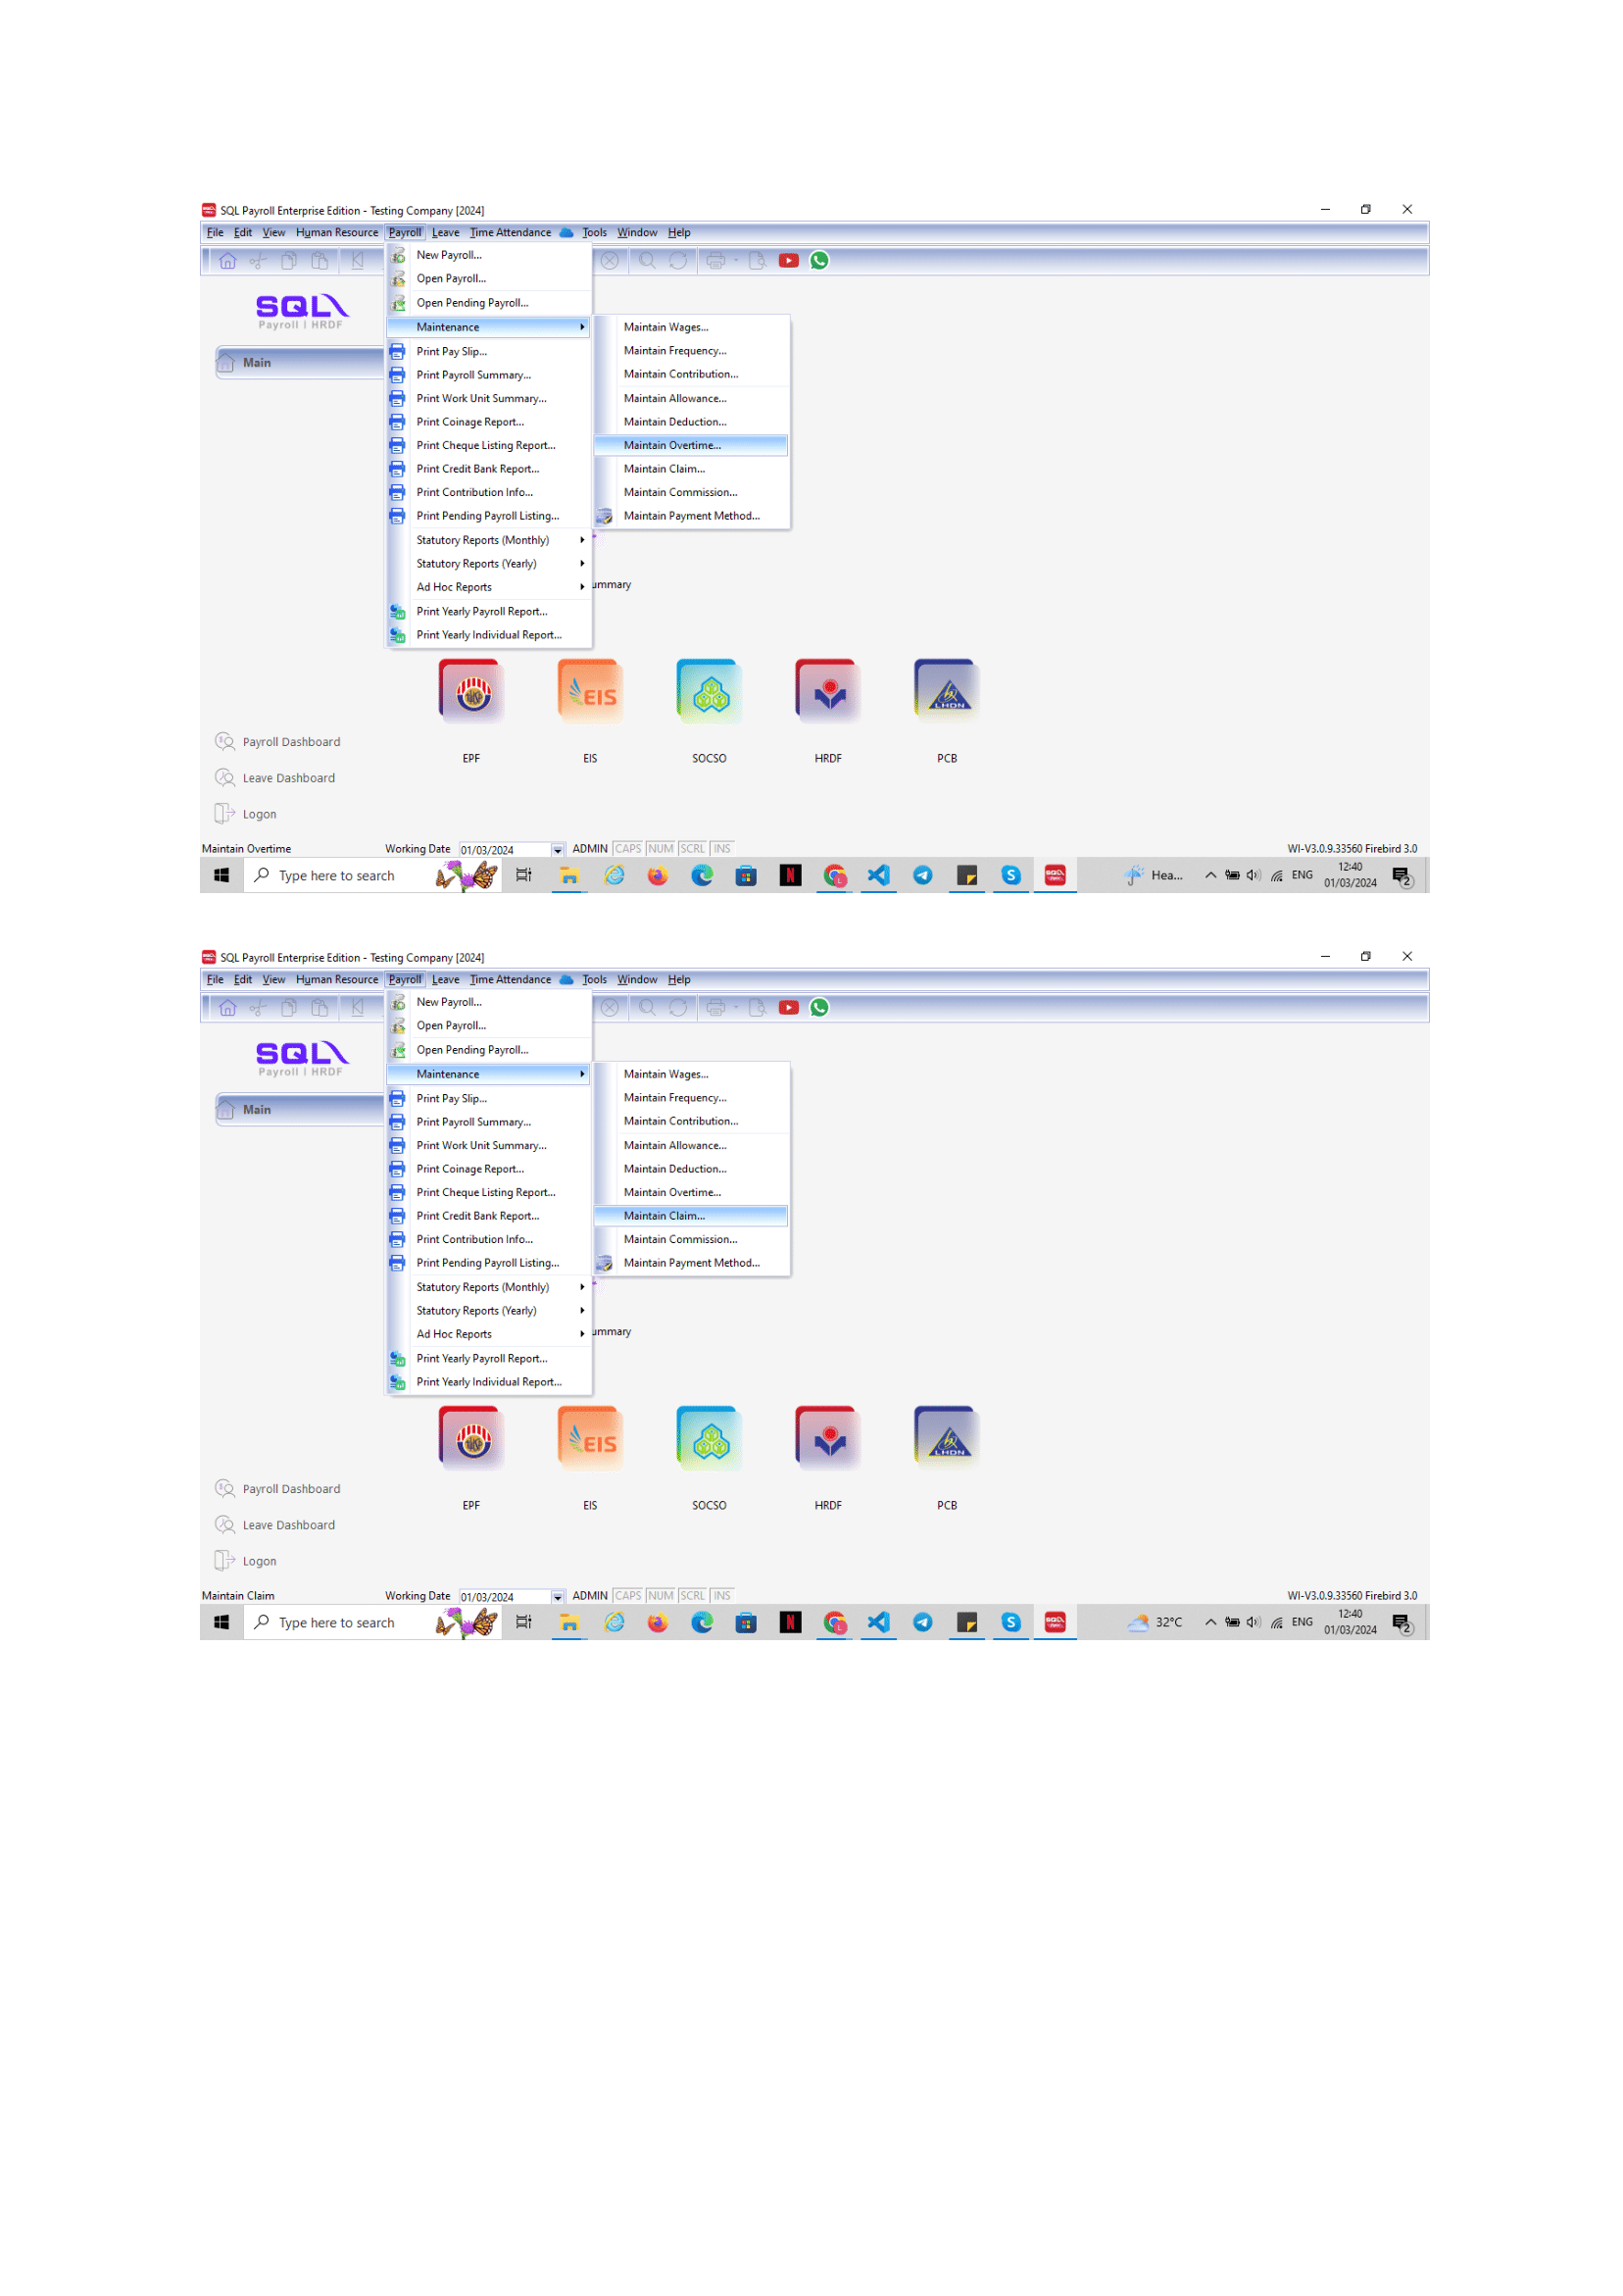 SQL Payroll Enterprise Edition - Testing Company [2024]
File Edit View Human Resource Payroll Leave Time Attendance Tools Window Help
New Payroll...
Open Payroll...
Open Pending Payroll...
SQL
Payroll | HRDF
Main
Maintenance
Print Pay Slip...
Print Payroll Summary...
Print Work Unit Summary...
Print Coinage Report...
Print Cheque Listing Report...
Print Credit Bank Report...
Print Contribution Info...
Print Pending Payroll Listing...
Statutory Reports (Monthly)
Statutory Reports (Yearly)
Ad Hoc Reports
Print Yearly Payroll Report...
Print Yearly Individual Report...
Maintain Wages...
Maintain Frequency...
Maintain Contribution...
Maintain Allowance...
Maintain Deduction...
Maintain Overtime...
Maintain Claim...
Maintain Commission...
Maintain Payment Method...
ummary
EIS
LHDN
EPF EIS SOCSO HRDF PCB
Payroll Dashboard
Leave Dashboard
Logon
Maintain Overtime Working Date 01/03/2024 ADMIN CAPS NUM SCRL INS WI-V3.0.9.33560 Firebird 3.0
Type here to search Hea... ENG 12:40
01/03/2024 2
SQL Payroll Enterprise Edition - Testing Company [2024]
File Edit View Human Resource Payroll Leave Time Attendance Tools Window Help
New Payroll...
Open Payroll...
Open Pending Payroll...
SQL
Payroll | HRDF
Main
Maintenance
Print Pay Slip...
Print Payroll Summary...
Print Work Unit Summary...
Print Coinage Report...
Print Cheque Listing Report...
Print Credit Bank Report...
Print Contribution Info...
Print Pending Payroll Listing...
Statutory Reports (Monthly)
Statutory Reports (Yearly)
Ad Hoc Reports
Print Yearly Payroll Report...
Print Yearly Individual Report...
Maintain Wages...
Maintain Frequency...
Maintain Contribution...
Maintain Allowance...
Maintain Deduction...
Maintain Overtime...
Maintain Claim...
Maintain Commission...
Maintain Payment Method...
ummary
EIS
LHDN
EPF EIS SOCSO HRDF PCB
Payroll Dashboard
Leave Dashboard
Logon
Maintain Claim Working Date 01/03/2024 ADMIN CAPS NUM SCRL INS WI-V3.0.9.33560 Firebird 3.0
Type here to search 32°C ENG 12:40
01/03/2024 2